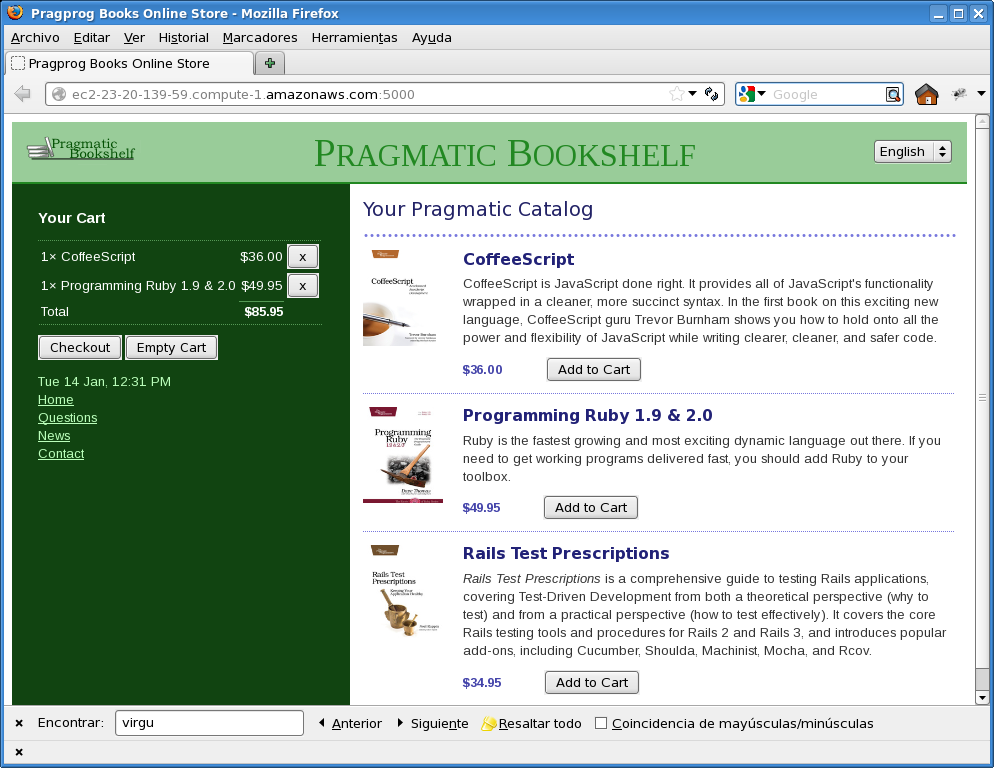 Pragprog Books Online Store - Mozilla Firefox
Archivo Editar Ver Historial Marcadores Herramientas Ayuda
Pragprog Books Online Store
ec2-23-20-139-59.compute-1.amazonaws.com:5000
Google
Pragmatic
Bookshelf
PRAGMATIC BOOKSHELF
English
Your Cart
1× CoffeeScript $36.00 x
1× Programming Ruby 1.9 & 2.0 $49.95 x
Total $85.95
Checkout Empty Cart
Tue 14 Jan, 12:31 PM
Home
Questions
News
Contact
Your Pragmatic Catalog
CoffeeScript
CoffeeScript
CoffeeScript is JavaScript done right. It provides all of JavaScript's functionality
wrapped in a cleaner, more succinct syntax. In the first book on this exciting new
language, CoffeeScript guru Trevor Burnham shows you how to hold onto all the
power and flexibility of JavaScript while writing clearer, cleaner, and safer code.
$36.00 Add to Cart
Programming
Ruby
Programming Ruby 1.9 & 2.0
Ruby is the fastest growing and most exciting dynamic language out there. If you
need to get working programs delivered fast, you should add Ruby to your
toolbox.
$49.95 Add to Cart
Rails Test
Prescriptions
Rails Test Prescriptions
Rails Test Prescriptions is a comprehensive guide to testing Rails applications,
covering Test-Driven Development from both a theoretical perspective (why to
test) and from a practical perspective (how to test effectively). It covers the core
Rails testing tools and procedures for Rails 2 and Rails 3, and introduces popular
add-ons, including Cucumber, Shoulda, Machinist, Mocha, and Rcov.
$34.95 Add to Cart
Encontrar: virgu Anterior Siguiente Resaltar todo Coincidencia de mayúsculas/minúsculas